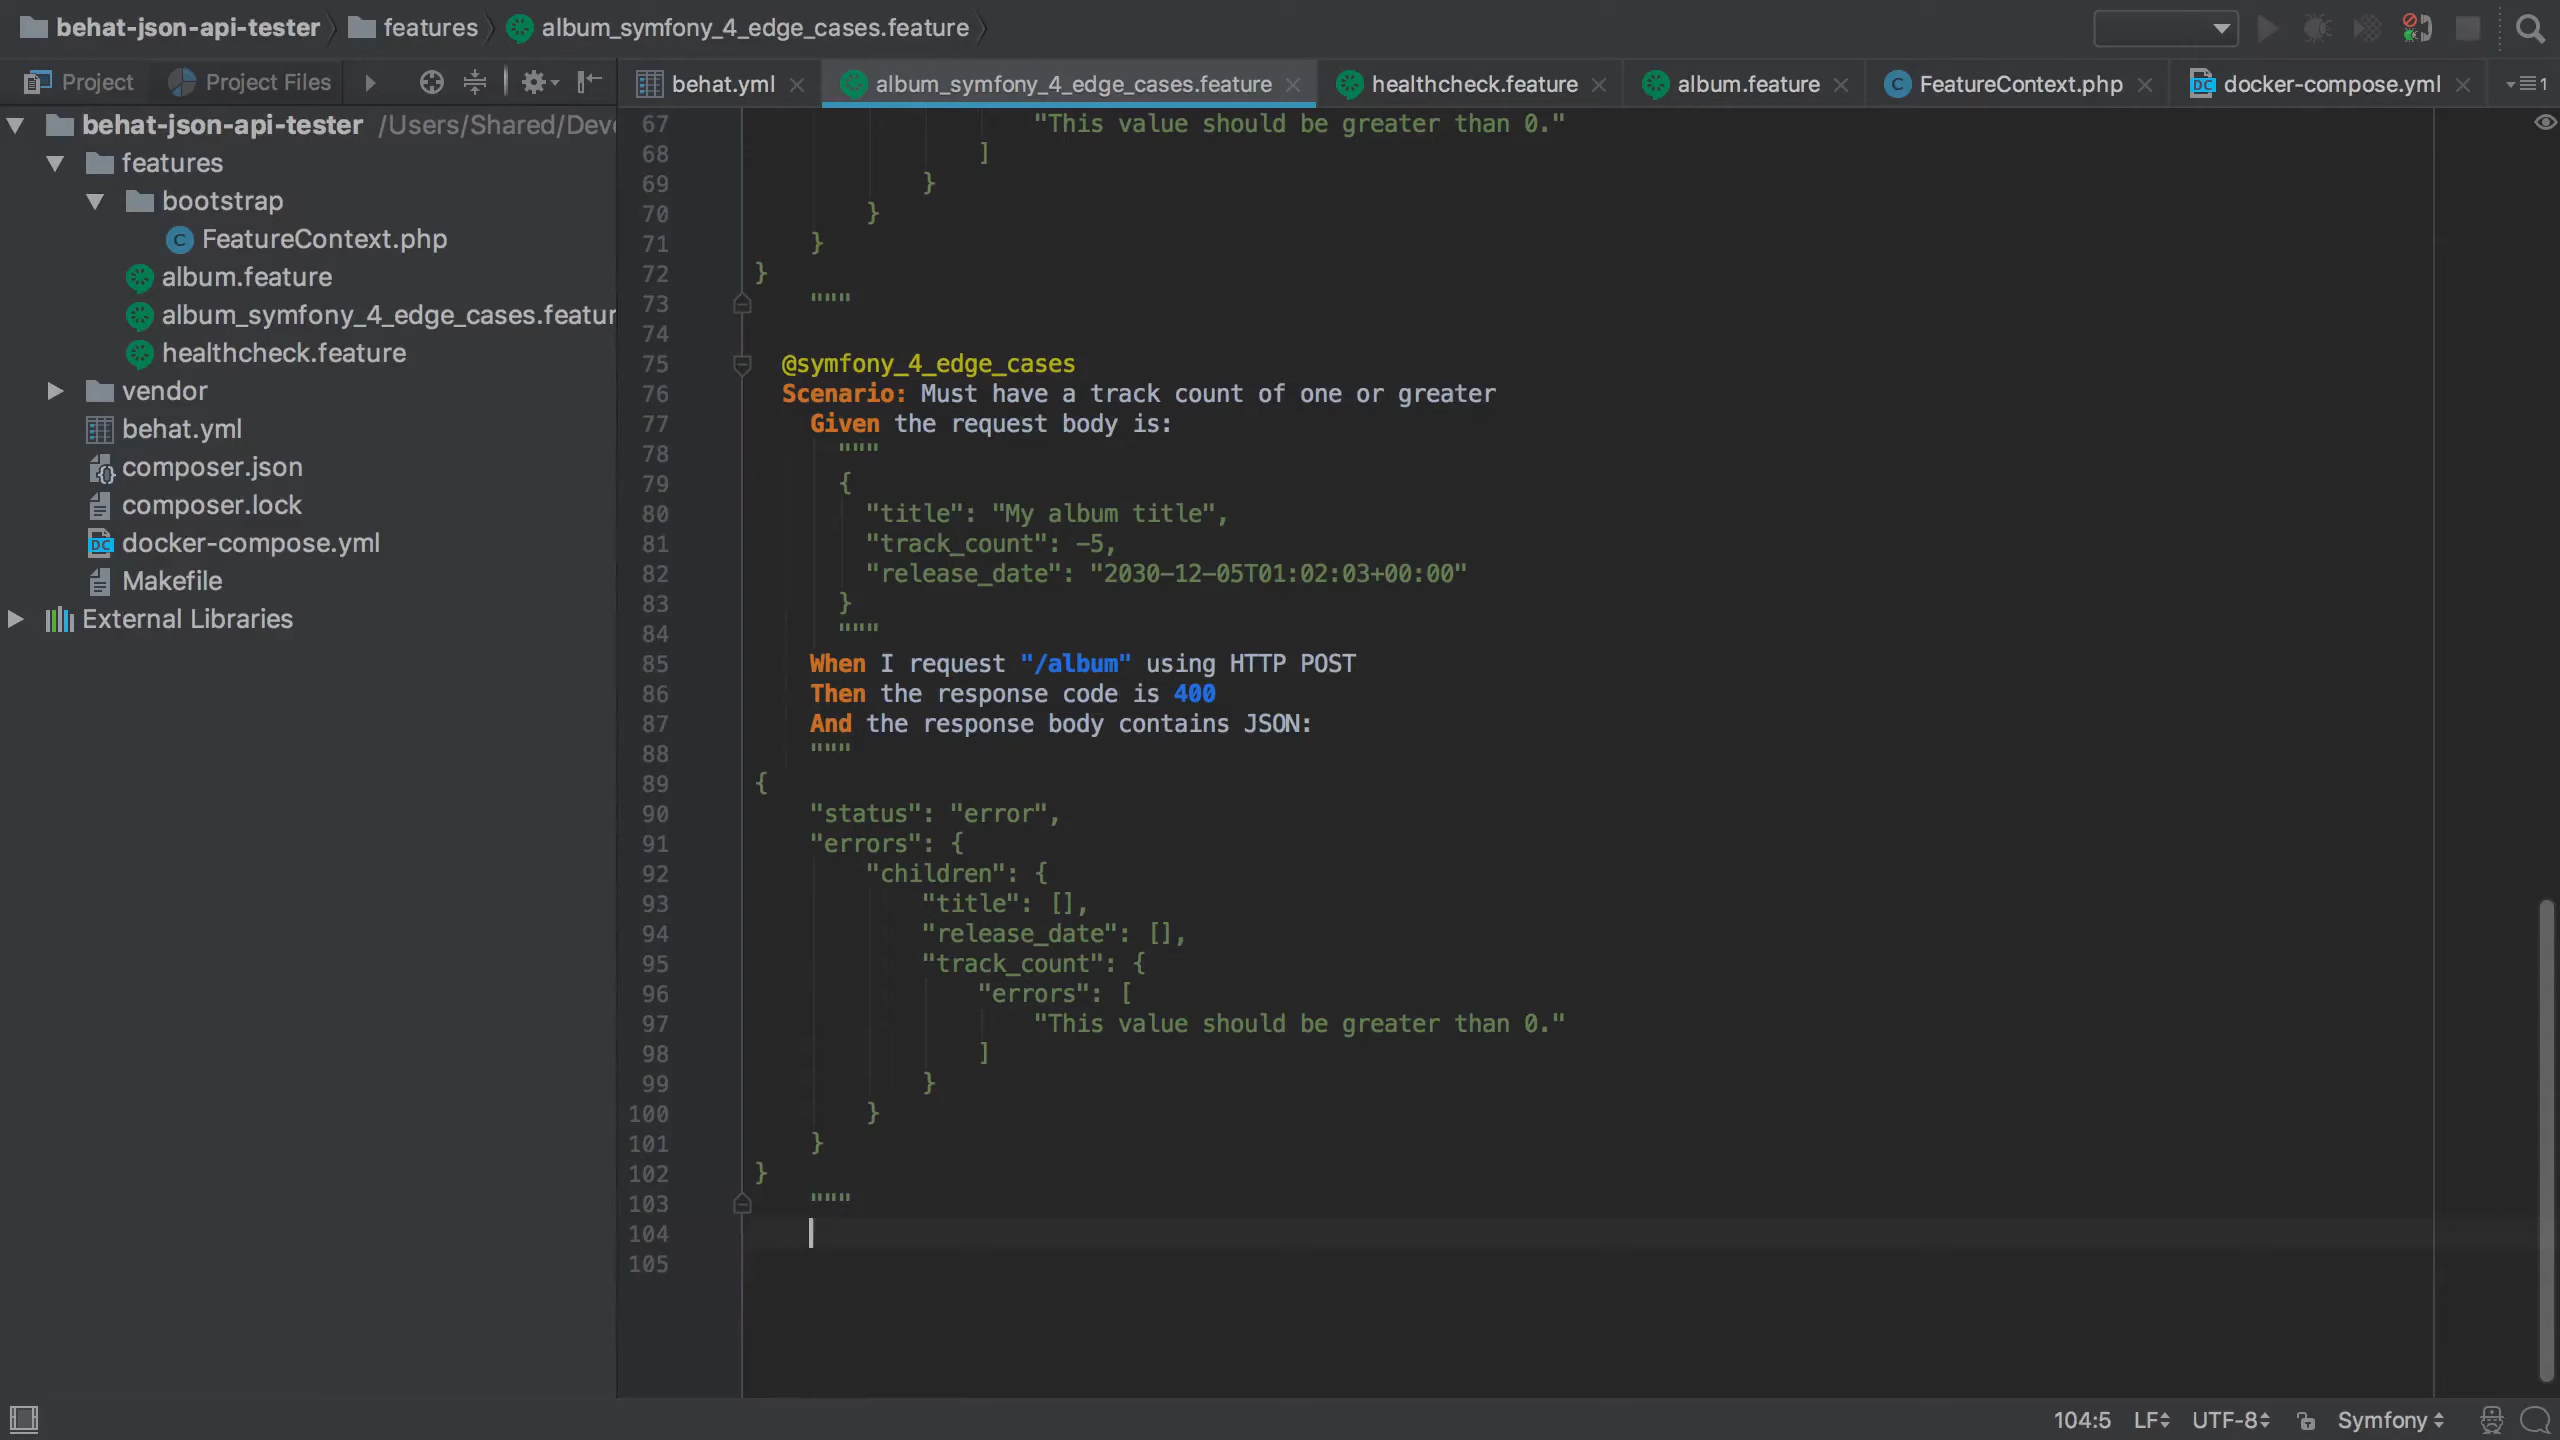 behat-json-api-tester features album_symfony_4_edge_cases.feature
Project Project Files behat.yml album_symfony_4_edge_cases.feature healthcheck.feature album.feature FeatureContext.php docker-compose.yml 1
behat-json-api-tester /Users/Shared/Deve
features
bootstrap
FeatureContext.php
album.feature
album_symfony_4_edge_cases.featur
healthcheck.feature
vendor
behat.yml
composer.json
composer.lock
docker-compose.yml
Makefile
External Libraries
67 "This value should be greater than 0."
68 ]
69 }
70 }
71 }
72 }
73 """
74
75 @symfony_4_edge_cases
76 Scenario: Must have a track count of one or greater
77 Given the request body is:
78 """
79 {
80 "title": "My album title",
81 "track_count": -5,
82 "release_date": "2030-12-05T01:02:03+00:00"
83 }
84 """
85 When I request "/album" using HTTP POST
86 Then the response code is 400
87 And the response body contains JSON:
88 """
89 {
90 "status": "error",
91 "errors": {
92 "children": {
93 "title": [],
94 "release_date": [],
95 "track_count": {
96 "errors": [
97 "This value should be greater than 0."
98 ]
99 }
100 }
101 }
102 }
103 """
104
105
104:5 LF UTF-8 Symfony